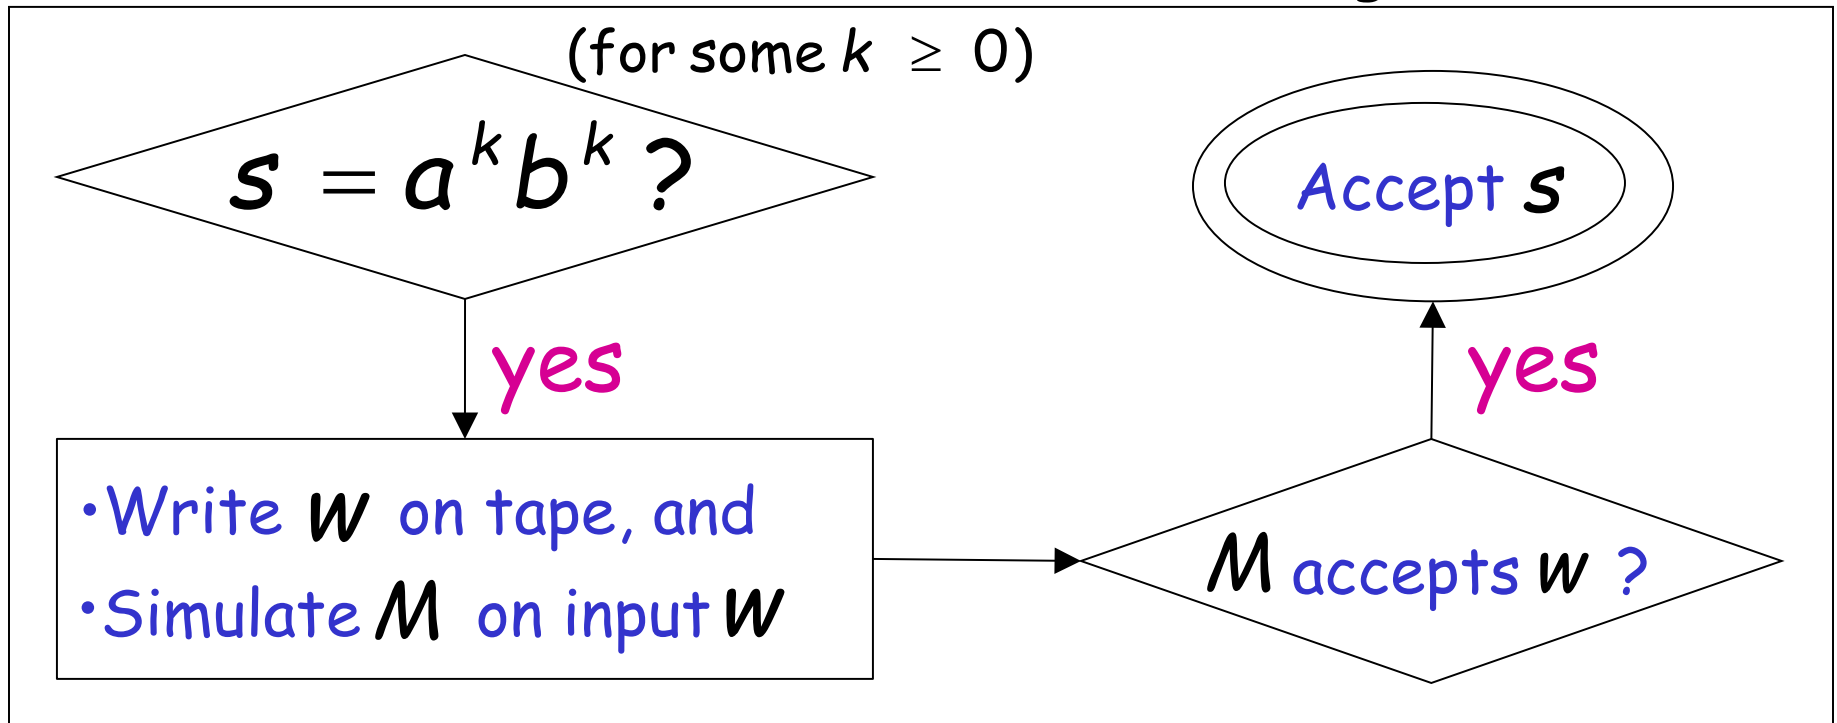 (for some k ≥ 0)
s = a^k b^k ?
Accept s
yes
yes
•Write w on tape, and
•Simulate M on input w
M accepts w ?